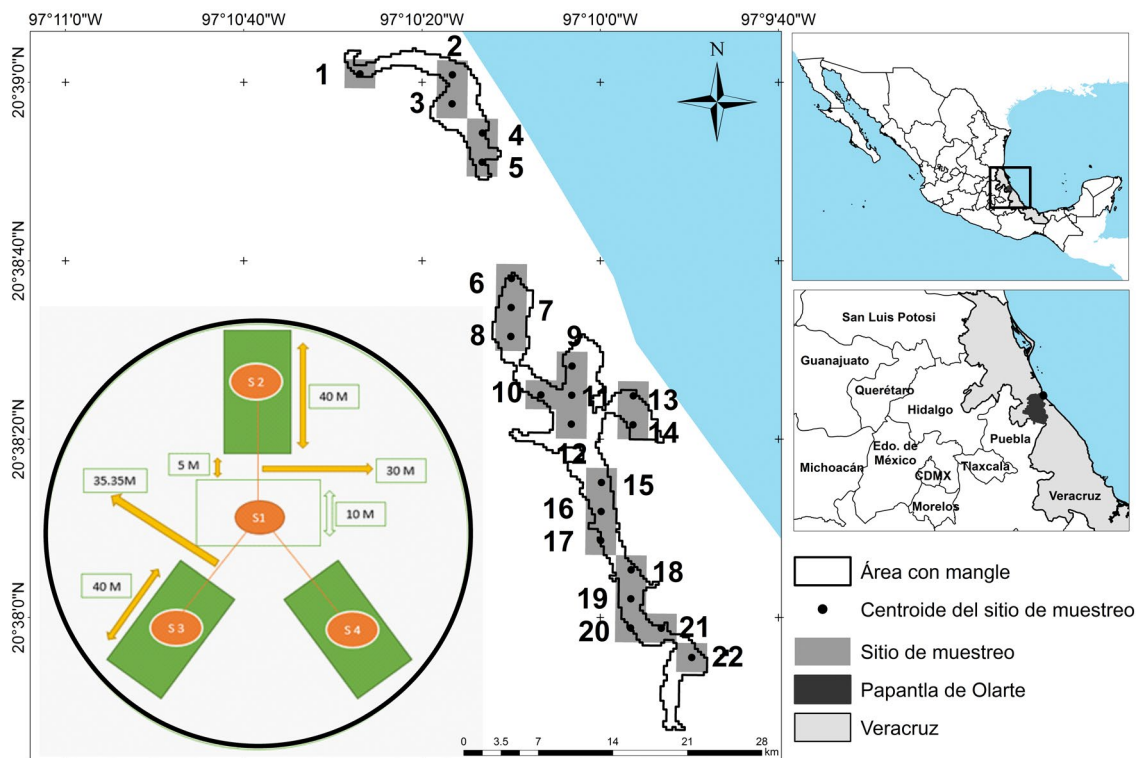 97°11'0"W 97°10'40"W 97°10'20"W 97°10'0"W 97°9'40"W
20°39'0"N
20°38'40"N
20°38'20"N
20°38'0"N
N
1
2
3
4
5
6
7
8
9
10
11
12
13
14
15
16
17
18
19
20
21
22
S 2
40 M
5 M
30 M
35.35M
S1
10 M
40 M
S 3
S 4
0 3.5 7 14 21 28
km
San Luis Potosi
Guanajuato
Querétaro
Hidalgo
Michoacán
Edo. de
México
CDMX
Tlaxcala
Morelos
Puebla
Veracruz
Área con mangle
Centroide del sitio de muestreo
Sitio de muestreo
Papantla de Olarte
Veracruz